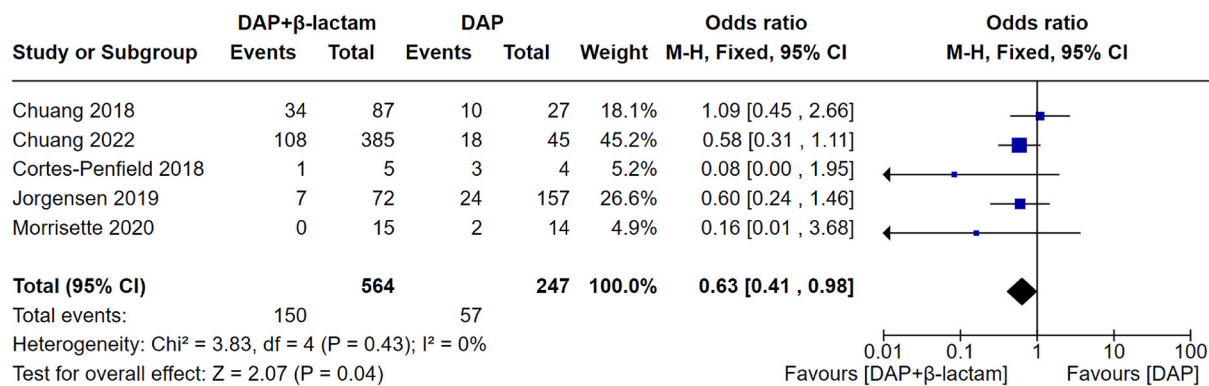 DAP+β-lactam DAP Odds ratio Odds ratio
Study or Subgroup Events Total Events Total Weight M-H, Fixed, 95% CI M-H, Fixed, 95% CI
Chuang 2018 34 87 10 27 18.1% 1.09 [0.45 , 2.66]
Chuang 2022 108 385 18 45 45.2% 0.58 [0.31 , 1.11]
Cortes-Penfield 2018 1 5 3 4 5.2% 0.08 [0.00 , 1.95]
Jorgensen 2019 7 72 24 157 26.6% 0.60 [0.24 , 1.46]
Morrisette 2020 0 15 2 14 4.9% 0.16 [0.01 , 3.68]
Total (95% CI) 564 247 100.0% 0.63 [0.41 , 0.98]
Total events: 150 57
Heterogeneity: Chi² = 3.83, df = 4 (P = 0.43); I² = 0%
0.01 0.1 1 10 100
Test for overall effect: Z = 2.07 (P = 0.04) Favours [DAP+β-lactam] Favours [DAP]